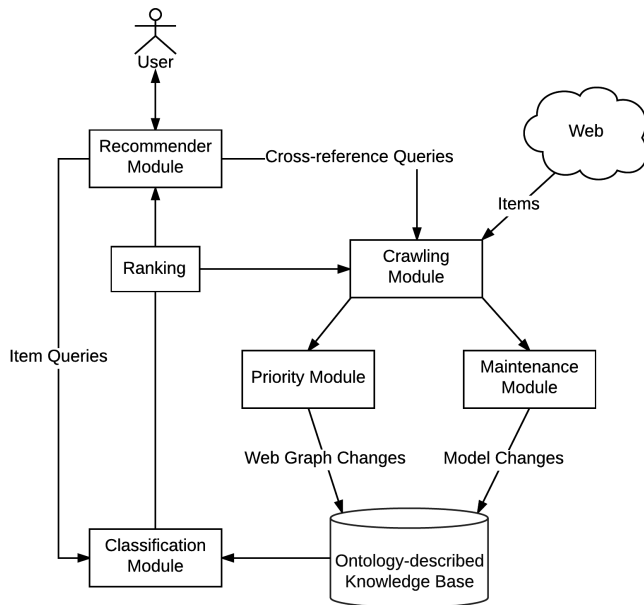 User
Recommender
Module
Cross-reference Queries
Web
Items
Ranking
Crawling
Module
Item Queries
Priority Module
Maintenance
Module
Web Graph Changes
Model Changes
Classification
Module
Ontology-described
Knowledge Base